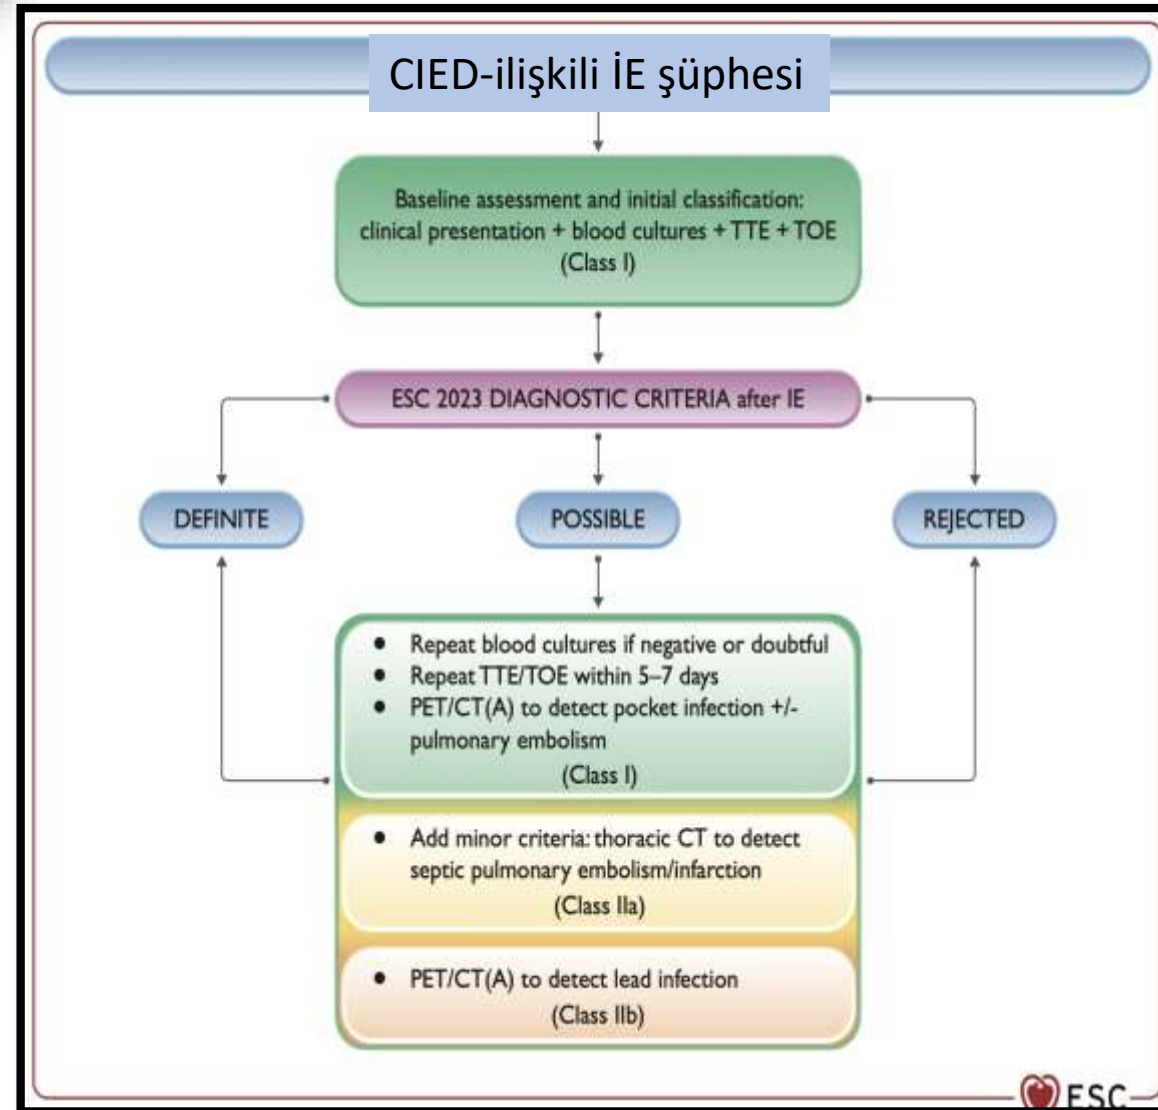 CIED-ilişkili İE şüphesi
Baseline assessment and initial classification:
clinical presentation + blood cultures + TTE + TOE
(Class I)
ESC 2023 DIAGNOSTIC CRITERIA after IE
DEFINITE
POSSIBLE
REJECTED
• Repeat blood cultures if negative or doubtful
• Repeat TTE/TOE within 5–7 days
• PET/CT(A) to detect pocket infection +/-
pulmonary embolism
(Class I)
• Add minor criteria: thoracic CT to detect
septic pulmonary embolism/infarction
(Class IIa)
• PET/CT(A) to detect lead infection
(Class IIb)
ESC